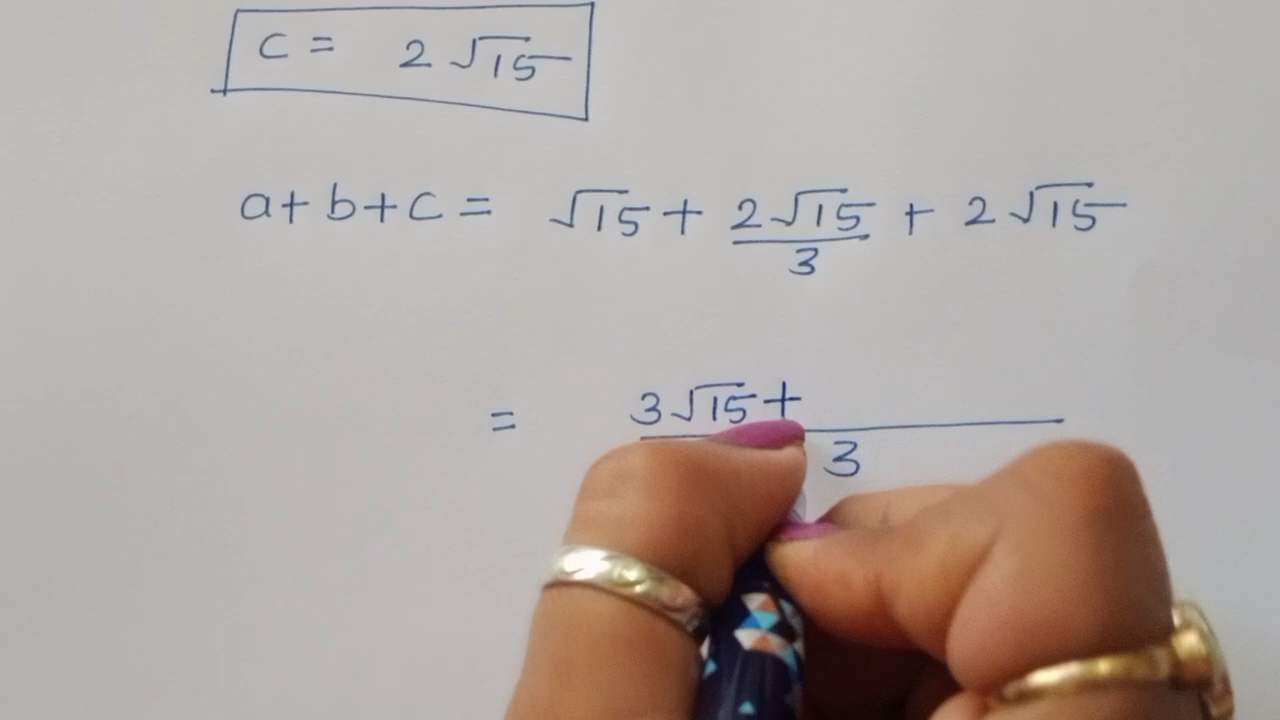 c = 2√15
a+b+c = √15 + 2√15/3 + 2√15
= 3√15 + / 3